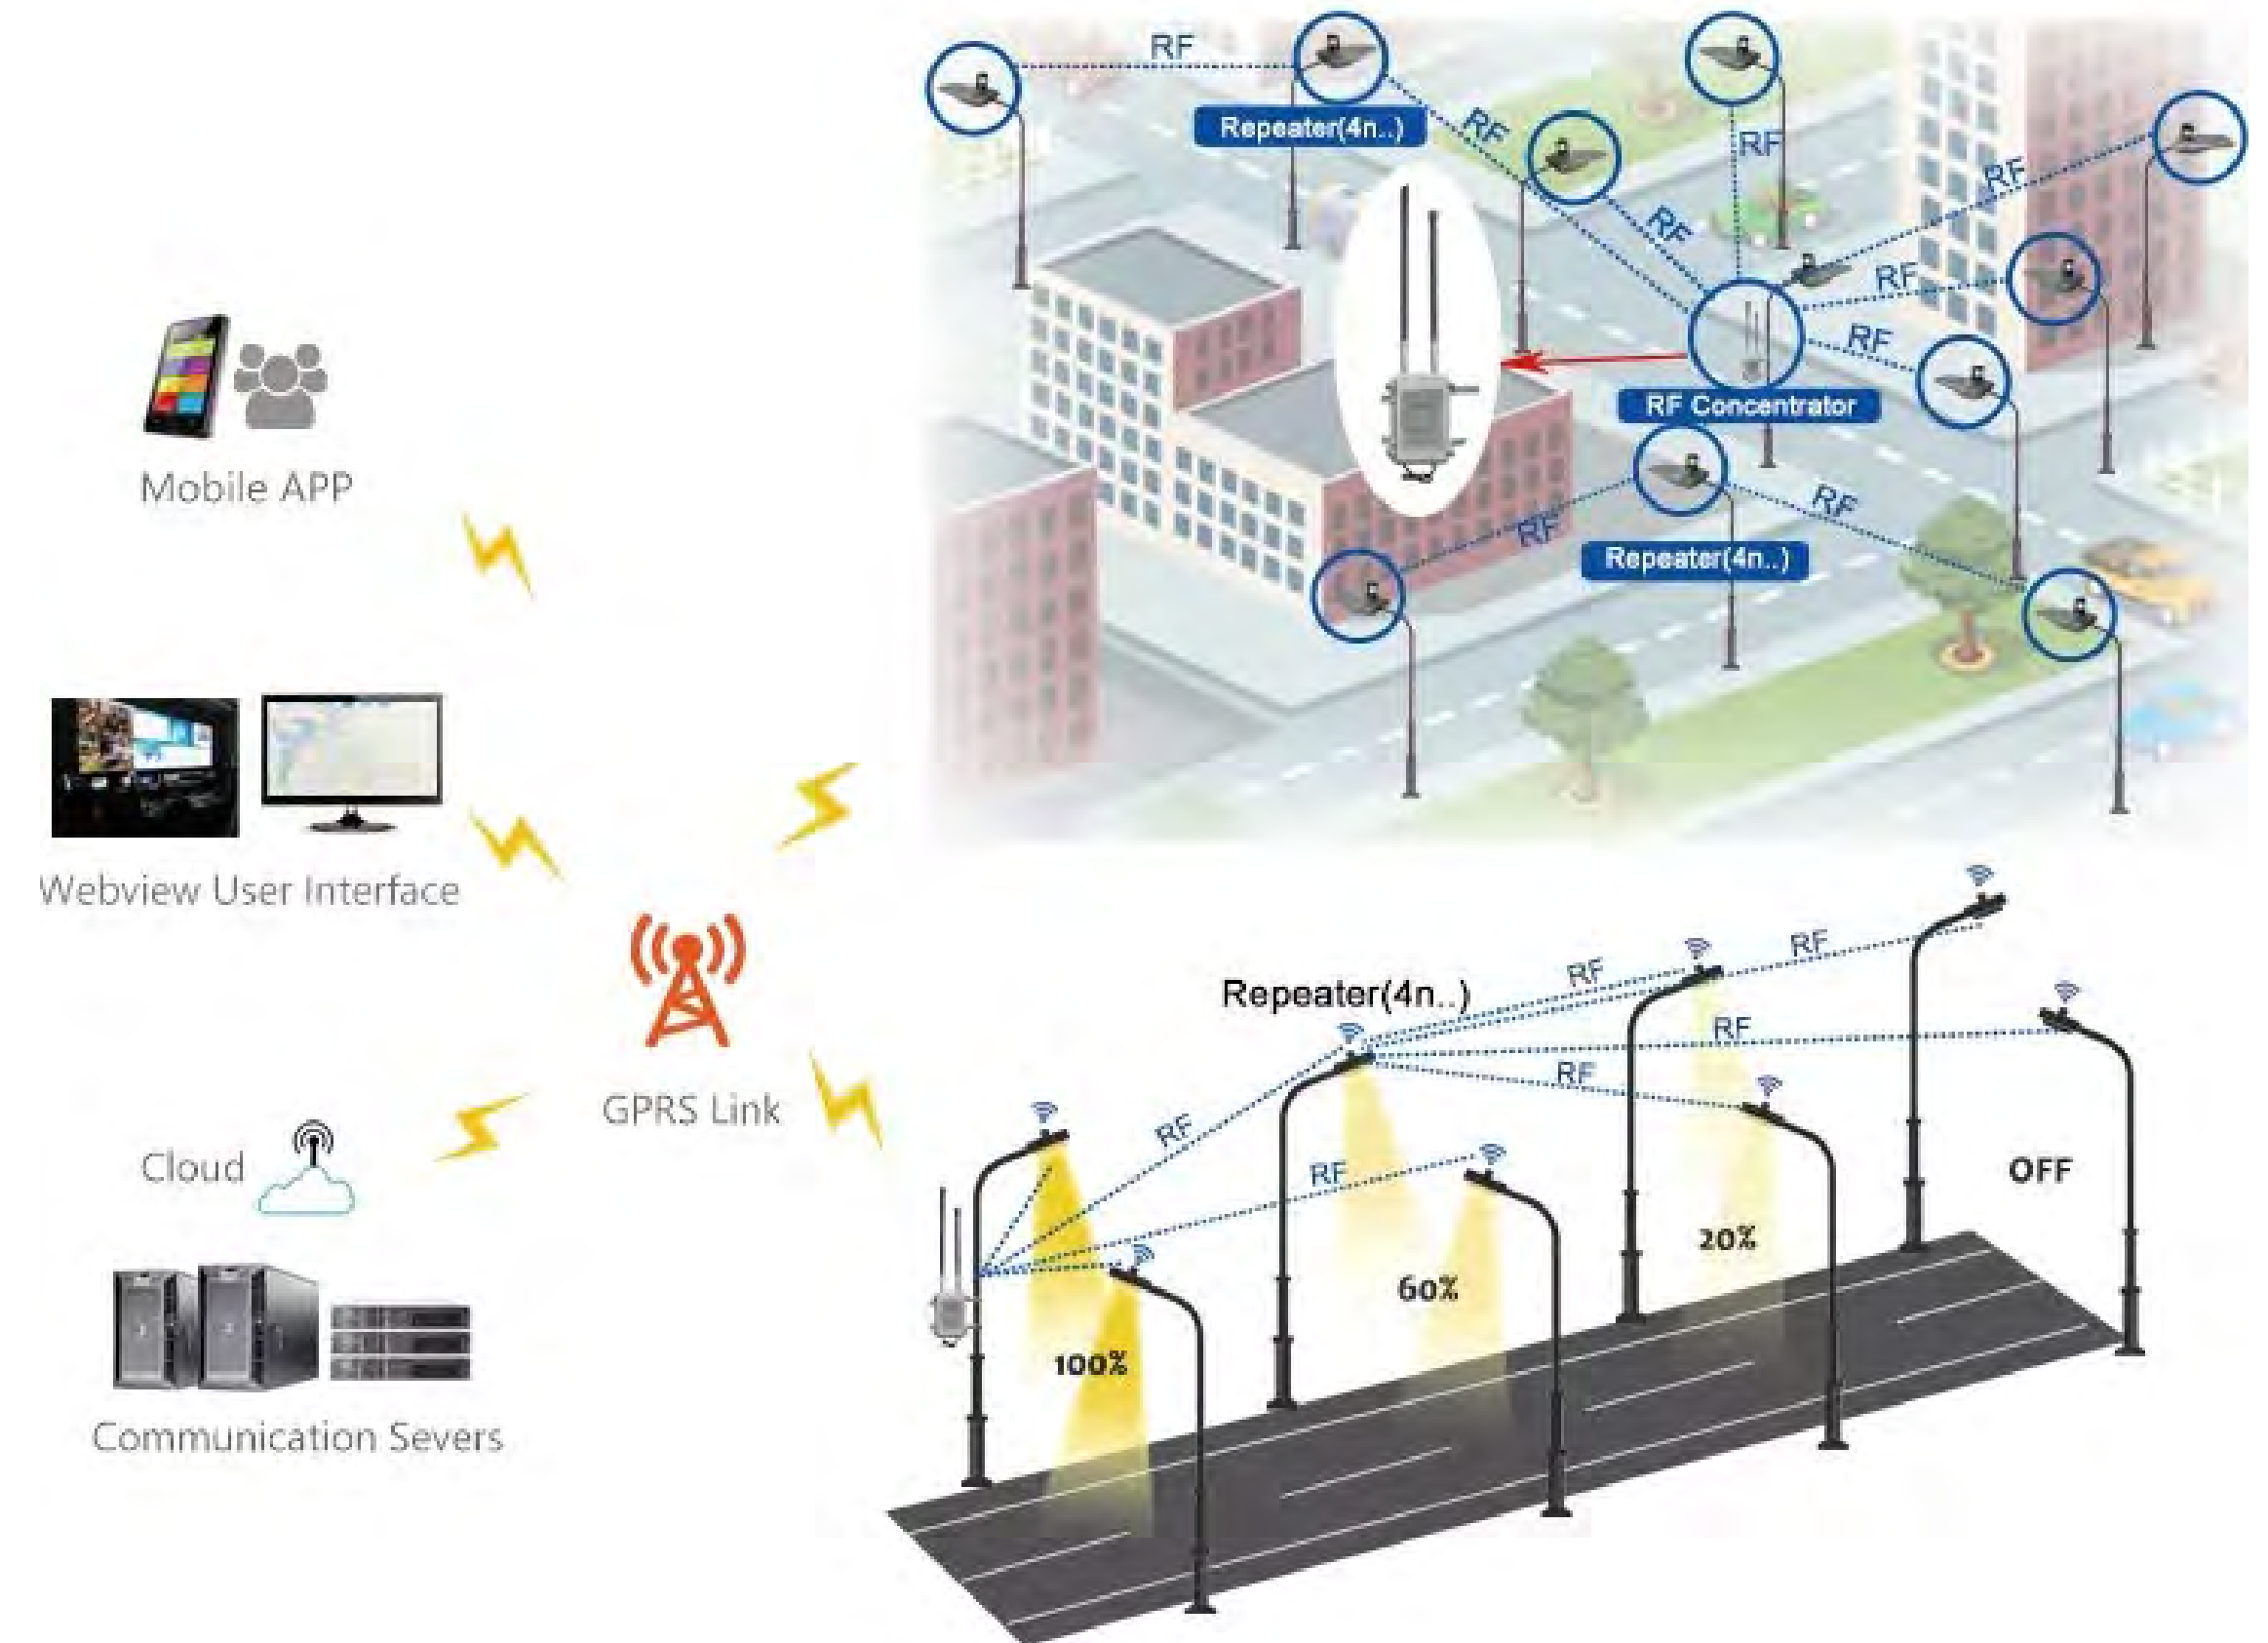 RF
Repeater(4n..)
RF
RF
RF
RF
RF
RF
RF Concentrator
RF
RF
Repeater(4n..)
Mobile APP
Webview User Interface
GPRS Link
Cloud
Communication Severs
Repeater(4n..)
RF
RF
RF
RF
RF
RF
OFF
20%
60%
100%